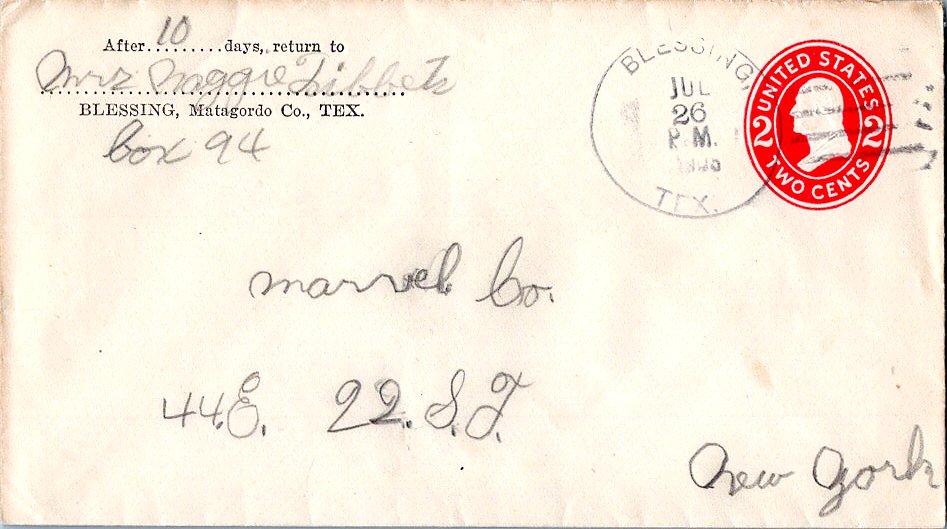 After 10 days, return to
Mrs Maggie Tibbets
BLESSING, Matagordo Co., TEX.
box 94
BLESSING,
JUL
26
P.M.
TEX.
UNITED STATES
2 2
TWO CENTS
marvel Co.
44 E. 22. S.T.
New York